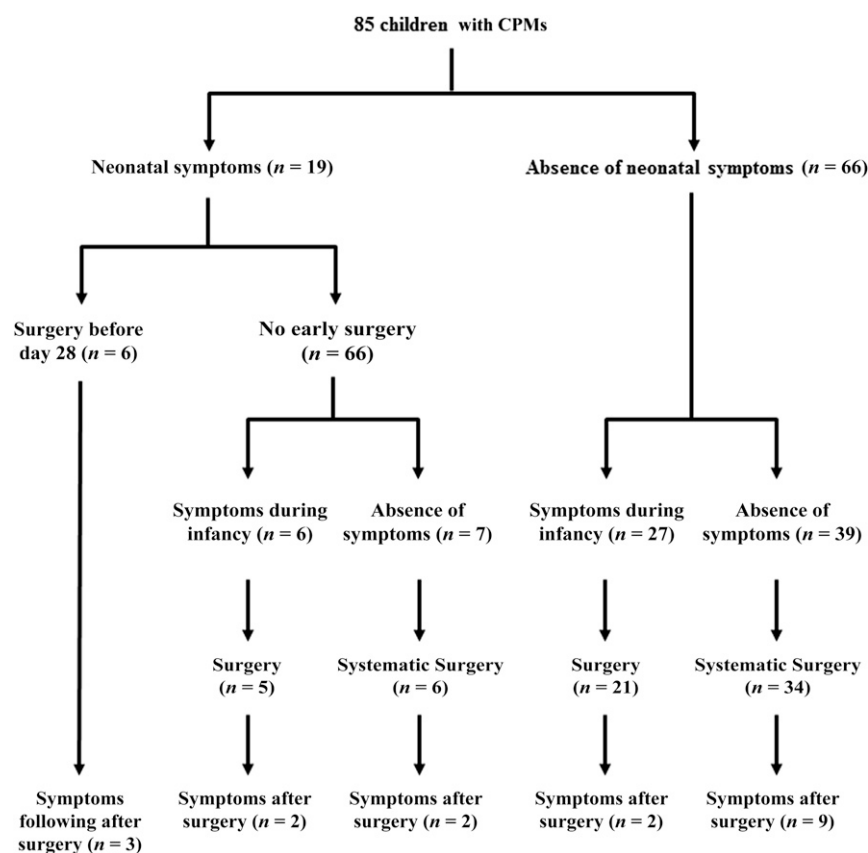 85 children with CPMs
Neonatal symptoms (n = 19)
Absence of neonatal symptoms (n = 66)
Surgery before
day 28 (n = 6)
No early surgery
(n = 66)
Symptoms during
infancy (n = 6)
Absence of
symptoms (n = 7)
Symptoms during
infancy (n = 27)
Absence of
symptoms (n = 39)
Surgery
(n = 5)
Systematic Surgery
(n = 6)
Surgery
(n = 21)
Systematic Surgery
(n = 34)
Symptoms
following after
surgery (n = 3)
Symptoms after
surgery (n = 2)
Symptoms after
surgery (n = 2)
Symptoms after
surgery (n = 2)
Symptoms after
surgery (n = 9)